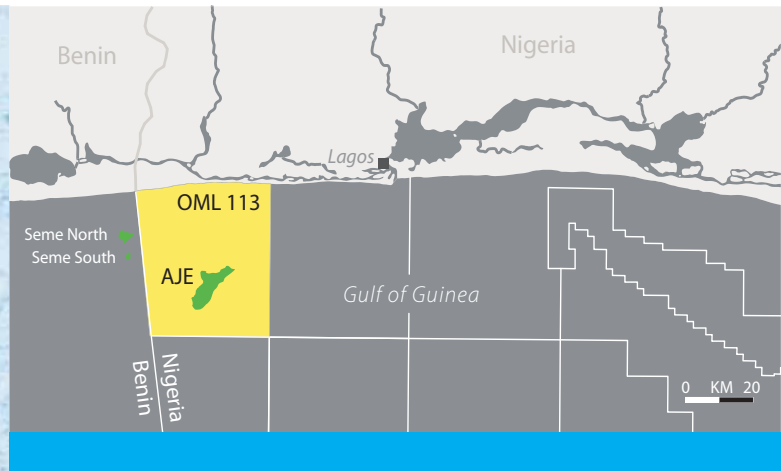 Benin
Nigeria
Lagos
OML 113
Seme North
Seme South
AJE
Gulf of Guinea
Nigeria
Benin
0 KM 20